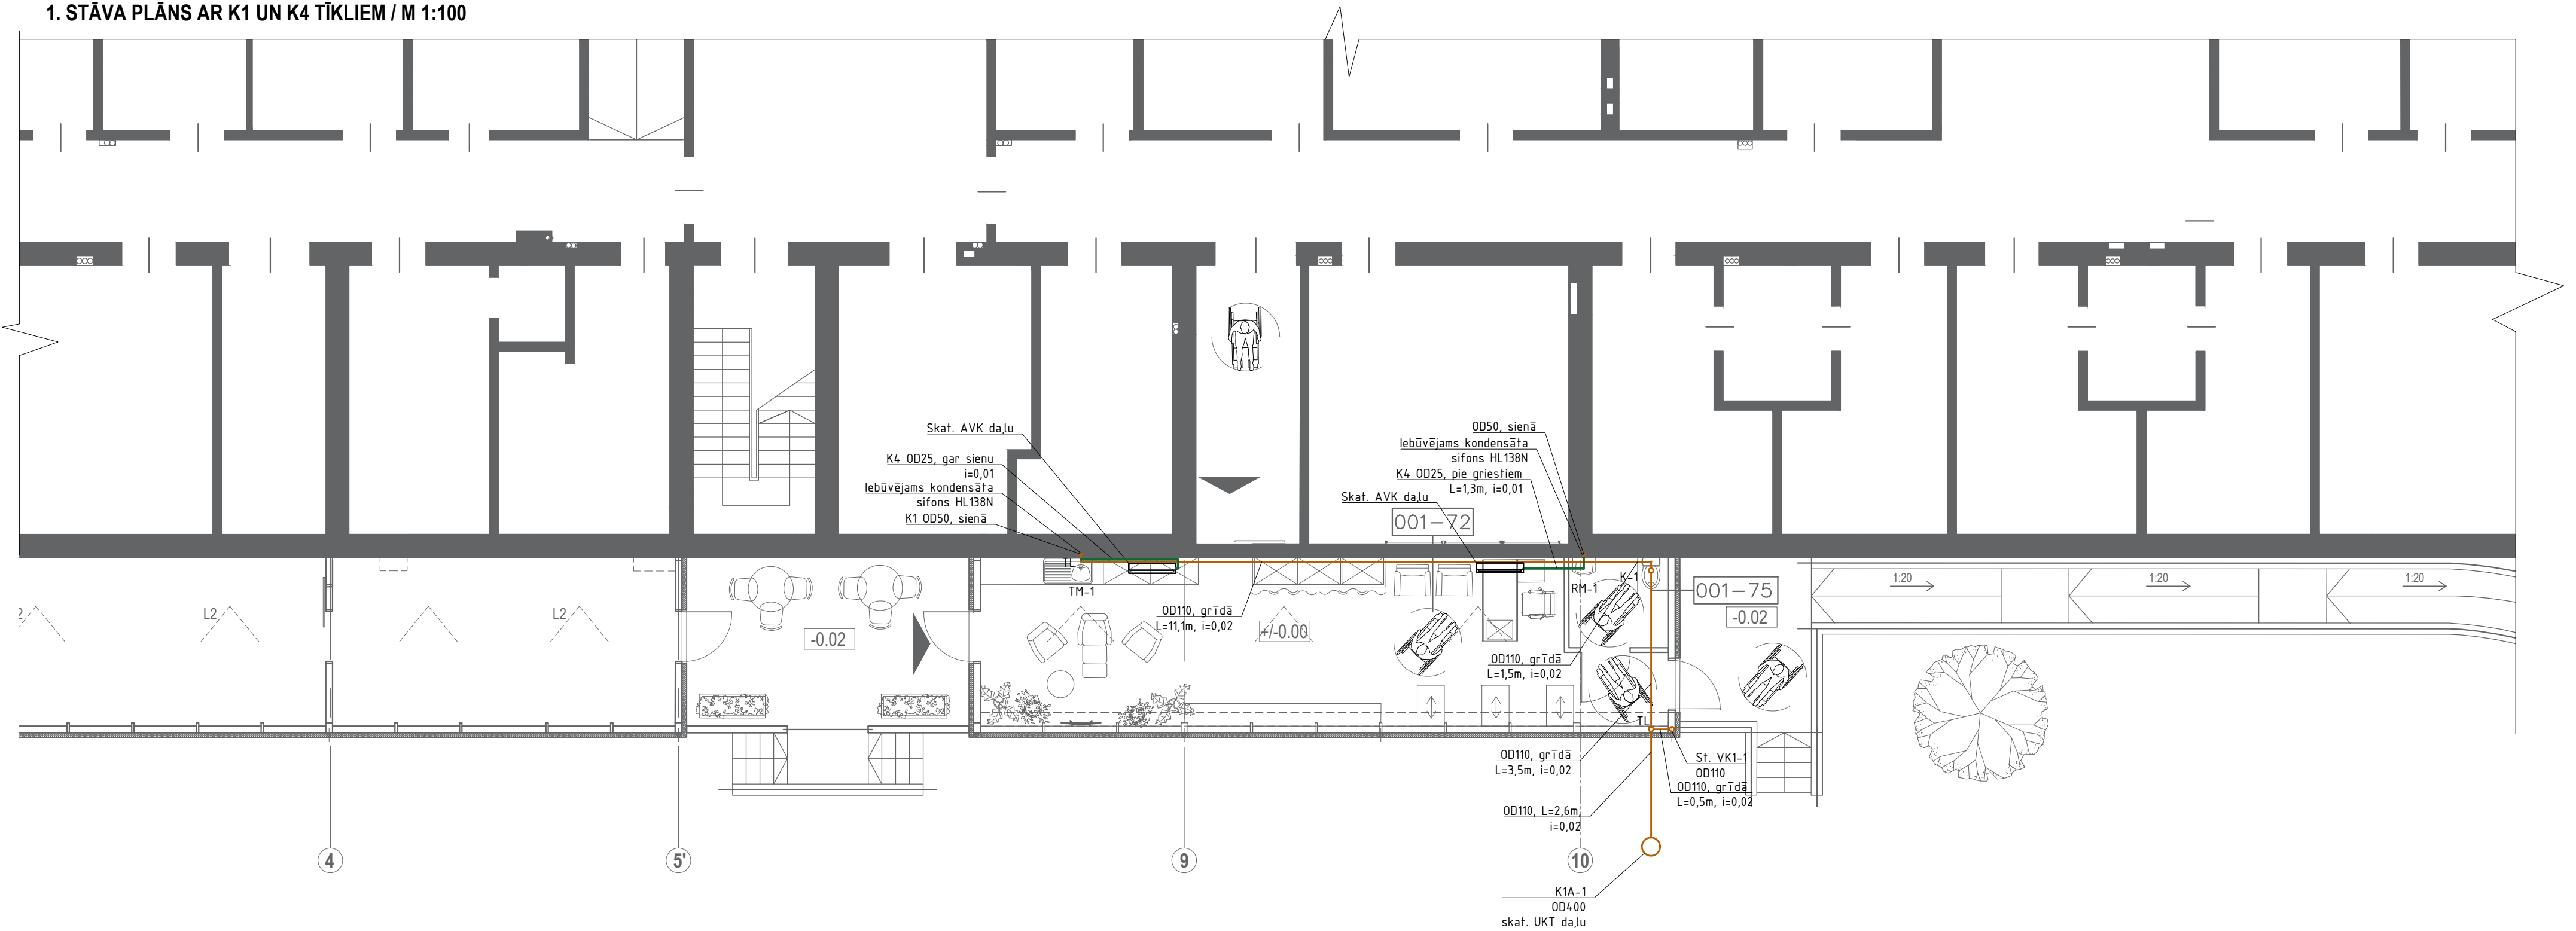 1. STĀVA PLĀNS AR K1 UN K4 TĪKLIEM / M 1:100
Skat. AVK daļu
K4 OD25, gar sienu
i=0,01
Iebūvējams kondensāta
sifons HL138N
K1 OD50, sienā
OD50, sienā
Iebūvējams kondensāta
sifons HL138N
K4 OD25, pie griestiem
L=1,3m, i=0,01
Skat. AVK daļu
001-72
TL
TM-1
K-1
RM-1
001-75
-0.02
1:20
1:20
1:20
L2
L2
L2
-0.02
OD110, grīdā
L=11,1m, i=0,02
+/-0.00
OD110, grīdā
L=1,5m, i=0,02
TL
OD110, grīdā
L=3,5m, i=0,02
St. VK1-1
OD110
OD110, grīdā
L=0,5m, i=0,02
OD110, L=2,6m,
i=0,02
4
5'
9
10
K1A-1
OD400
skat. UKT daļu